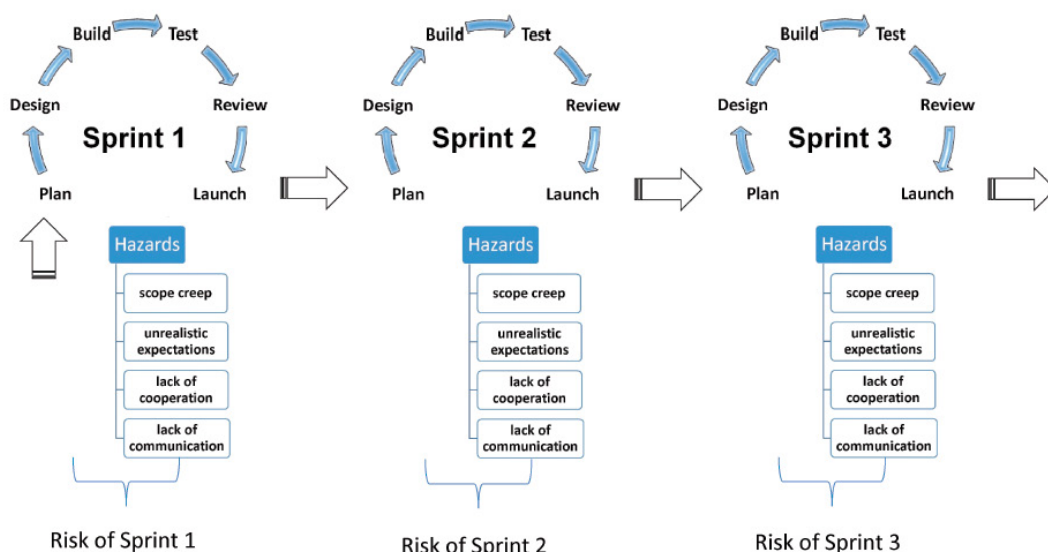 Build
Test
Design
Review
Sprint 1
Plan
Launch
Hazards
scope creep
unrealistic
expectations
lack of
cooperation
lack of
communication
Risk of Sprint 1
Build
Test
Design
Review
Sprint 2
Plan
Launch
Hazards
scope creep
unrealistic
expectations
lack of
cooperation
lack of
communication
Risk of Sprint 2
Build
Test
Design
Review
Sprint 3
Plan
Launch
Hazards
scope creep
unrealistic
expectations
lack of
cooperation
lack of
communication
Risk of Sprint 3